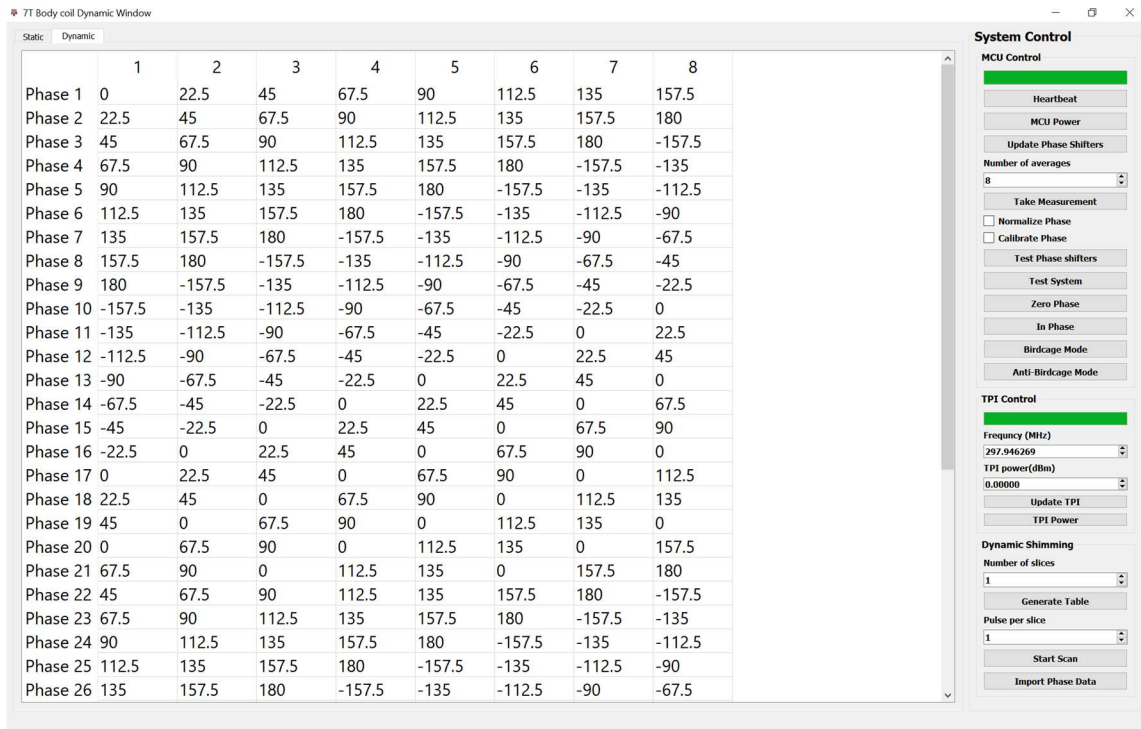 7T Body coil Dynamic Window
Static Dynamic
1 2 3 4 5 6 7 8
Phase 1 0 22.5 45 67.5 90 112.5 135 157.5
Phase 2 22.5 45 67.5 90 112.5 135 157.5 180
Phase 3 45 67.5 90 112.5 135 157.5 180 -157.5
Phase 4 67.5 90 112.5 135 157.5 180 -157.5 -135
Phase 5 90 112.5 135 157.5 180 -157.5 -135 -112.5
Phase 6 112.5 135 157.5 180 -157.5 -135 -112.5 -90
Phase 7 135 157.5 180 -157.5 -135 -112.5 -90 -67.5
Phase 8 157.5 180 -157.5 -135 -112.5 -90 -67.5 -45
Phase 9 180 -157.5 -135 -112.5 -90 -67.5 -45 -22.5
Phase 10 -157.5 -135 -112.5 -90 -67.5 -45 -22.5 0
Phase 11 -135 -112.5 -90 -67.5 -45 -22.5 0 22.5
Phase 12 -112.5 -90 -67.5 -45 -22.5 0 22.5 45
Phase 13 -90 -67.5 -45 -22.5 0 22.5 45 0
Phase 14 -67.5 -45 -22.5 0 22.5 45 0 67.5
Phase 15 -45 -22.5 0 22.5 45 0 67.5 90
Phase 16 -22.5 0 22.5 45 0 67.5 90 0
Phase 17 0 22.5 45 0 67.5 90 0 112.5
Phase 18 22.5 45 0 67.5 90 0 112.5 135
Phase 19 45 0 67.5 90 0 112.5 135 0
Phase 20 0 67.5 90 0 112.5 135 0 157.5
Phase 21 67.5 90 0 112.5 135 0 157.5 180
Phase 22 45 67.5 90 112.5 135 157.5 180 -157.5
Phase 23 67.5 90 112.5 135 157.5 180 -157.5 -135
Phase 24 90 112.5 135 157.5 180 -157.5 -135 -112.5
Phase 25 112.5 135 157.5 180 -157.5 -135 -112.5 -90
Phase 26 135 157.5 180 -157.5 -135 -112.5 -90 -67.5
System Control
MCU Control
Heartbeat
MCU Power
Update Phase Shifters
Number of averages
8
Take Measurement
Normalize Phase
Calibrate Phase
Test Phase shifters
Test System
Zero Phase
In Phase
Birdcage Mode
Anti-Birdcage Mode
TPI Control
Frequncy (MHz)
297.946269
TPI power(dBm)
0.00000
Update TPI
TPI Power
Dynamic Shimming
Number of slices
1
Generate Table
Pulse per slice
1
Start Scan
Import Phase Data